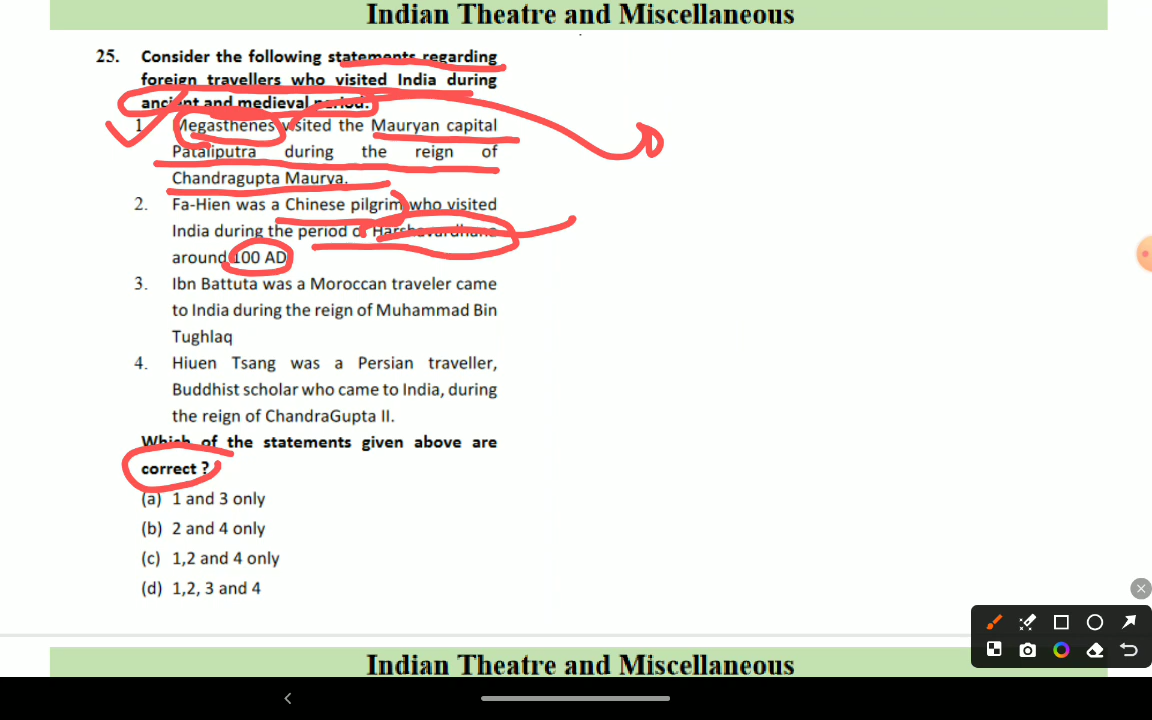 Indian Theatre and Miscellaneous
25. Consider the following statements regarding
foreign travellers who visited India during
ancient and medieval period:
1. Megasthenes visited the Mauryan capital
Pataliputra during the reign of
Chandragupta Maurya.
2. Fa-Hien was a Chinese pilgrim who visited
India during the period of Harshavardhana
around 100 AD
3. Ibn Battuta was a Moroccan traveler came
to India during the reign of Muhammad Bin
Tughlaq
4. Hiuen Tsang was a Persian traveller,
Buddhist scholar who came to India, during
the reign of ChandraGupta II.
Which of the statements given above are
correct ?
(a) 1 and 3 only
(b) 2 and 4 only
(c) 1,2 and 4 only
(d) 1,2, 3 and 4
Indian Theatre and Miscellaneous